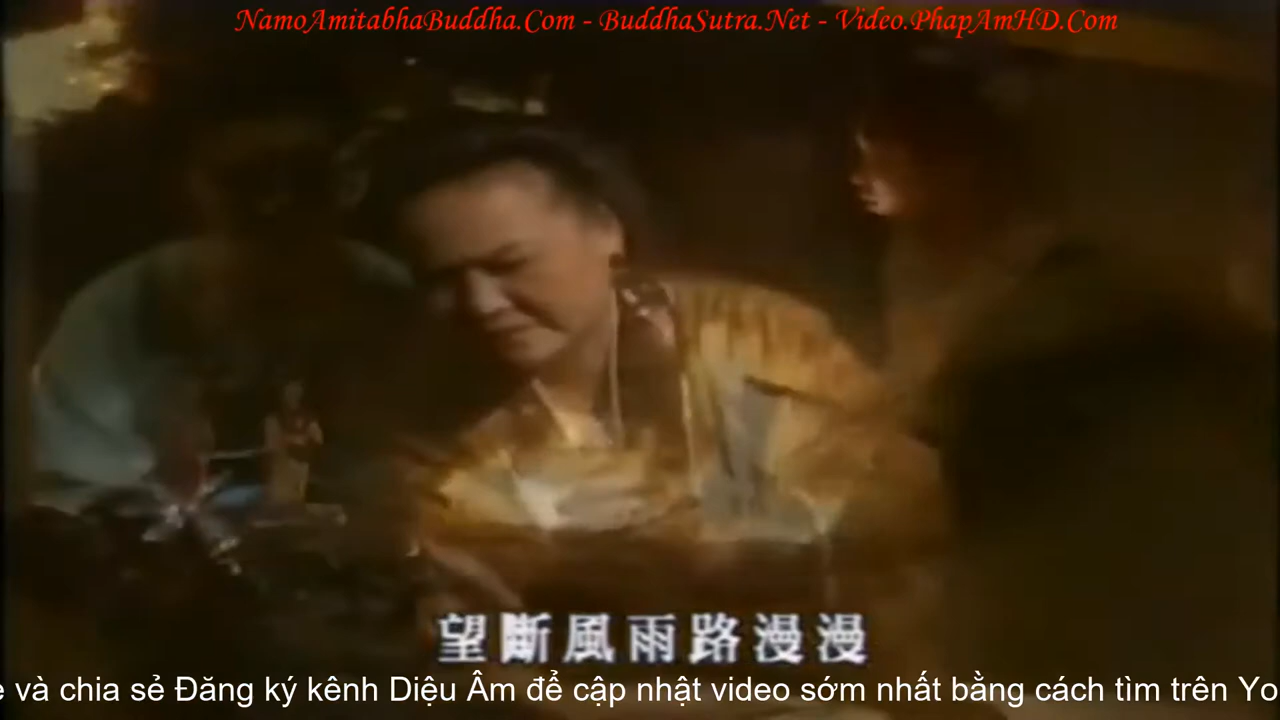 NamoAmitabhaBuddha.Com - BuddhaSutra.Net - Video.PhapAmHD.Com
望斷風雨路漫漫
và chia sẻ Đăng ký kênh Diệu Âm để cập nhật video sớm nhất bằng cách tìm trên Yo